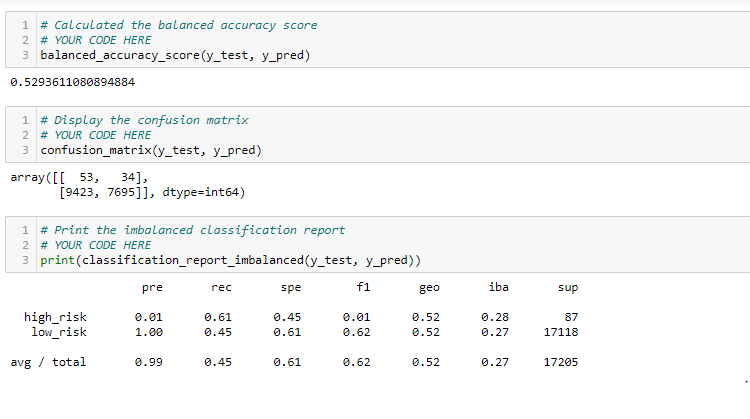 1 # Calculated the balanced accuracy score
2 # YOUR CODE HERE
3 balanced_accuracy_score(y_test, y_pred)
0.5293611080894884
1 # Display the confusion matrix
2 # YOUR CODE HERE
3 confusion_matrix(y_test, y_pred)
array([[  53,   34],
       [9423, 7695]], dtype=int64)
1 # Print the imbalanced classification report
2 # YOUR CODE HERE
3 print(classification_report_imbalanced(y_test, y_pred))
pre rec spe f1 geo iba sup
high_risk 0.01 0.61 0.45 0.01 0.52 0.28 87
low_risk 1.00 0.45 0.61 0.62 0.52 0.27 17118
avg / total 0.99 0.45 0.61 0.62 0.52 0.27 17205